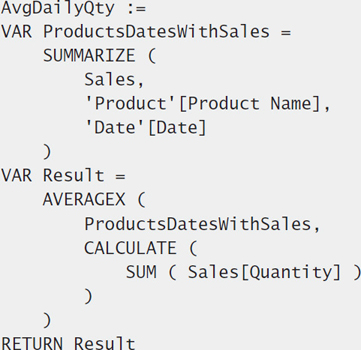 AvgDailyQty :=
VAR ProductsDatesWithSales =
    SUMMARIZE (
        Sales,
        'Product'[Product Name],
        'Date'[Date]
    )
VAR Result =
    AVERAGEX (
        ProductsDatesWithSales,
        CALCULATE (
            SUM ( Sales[Quantity] )
        )
    )
RETURN Result